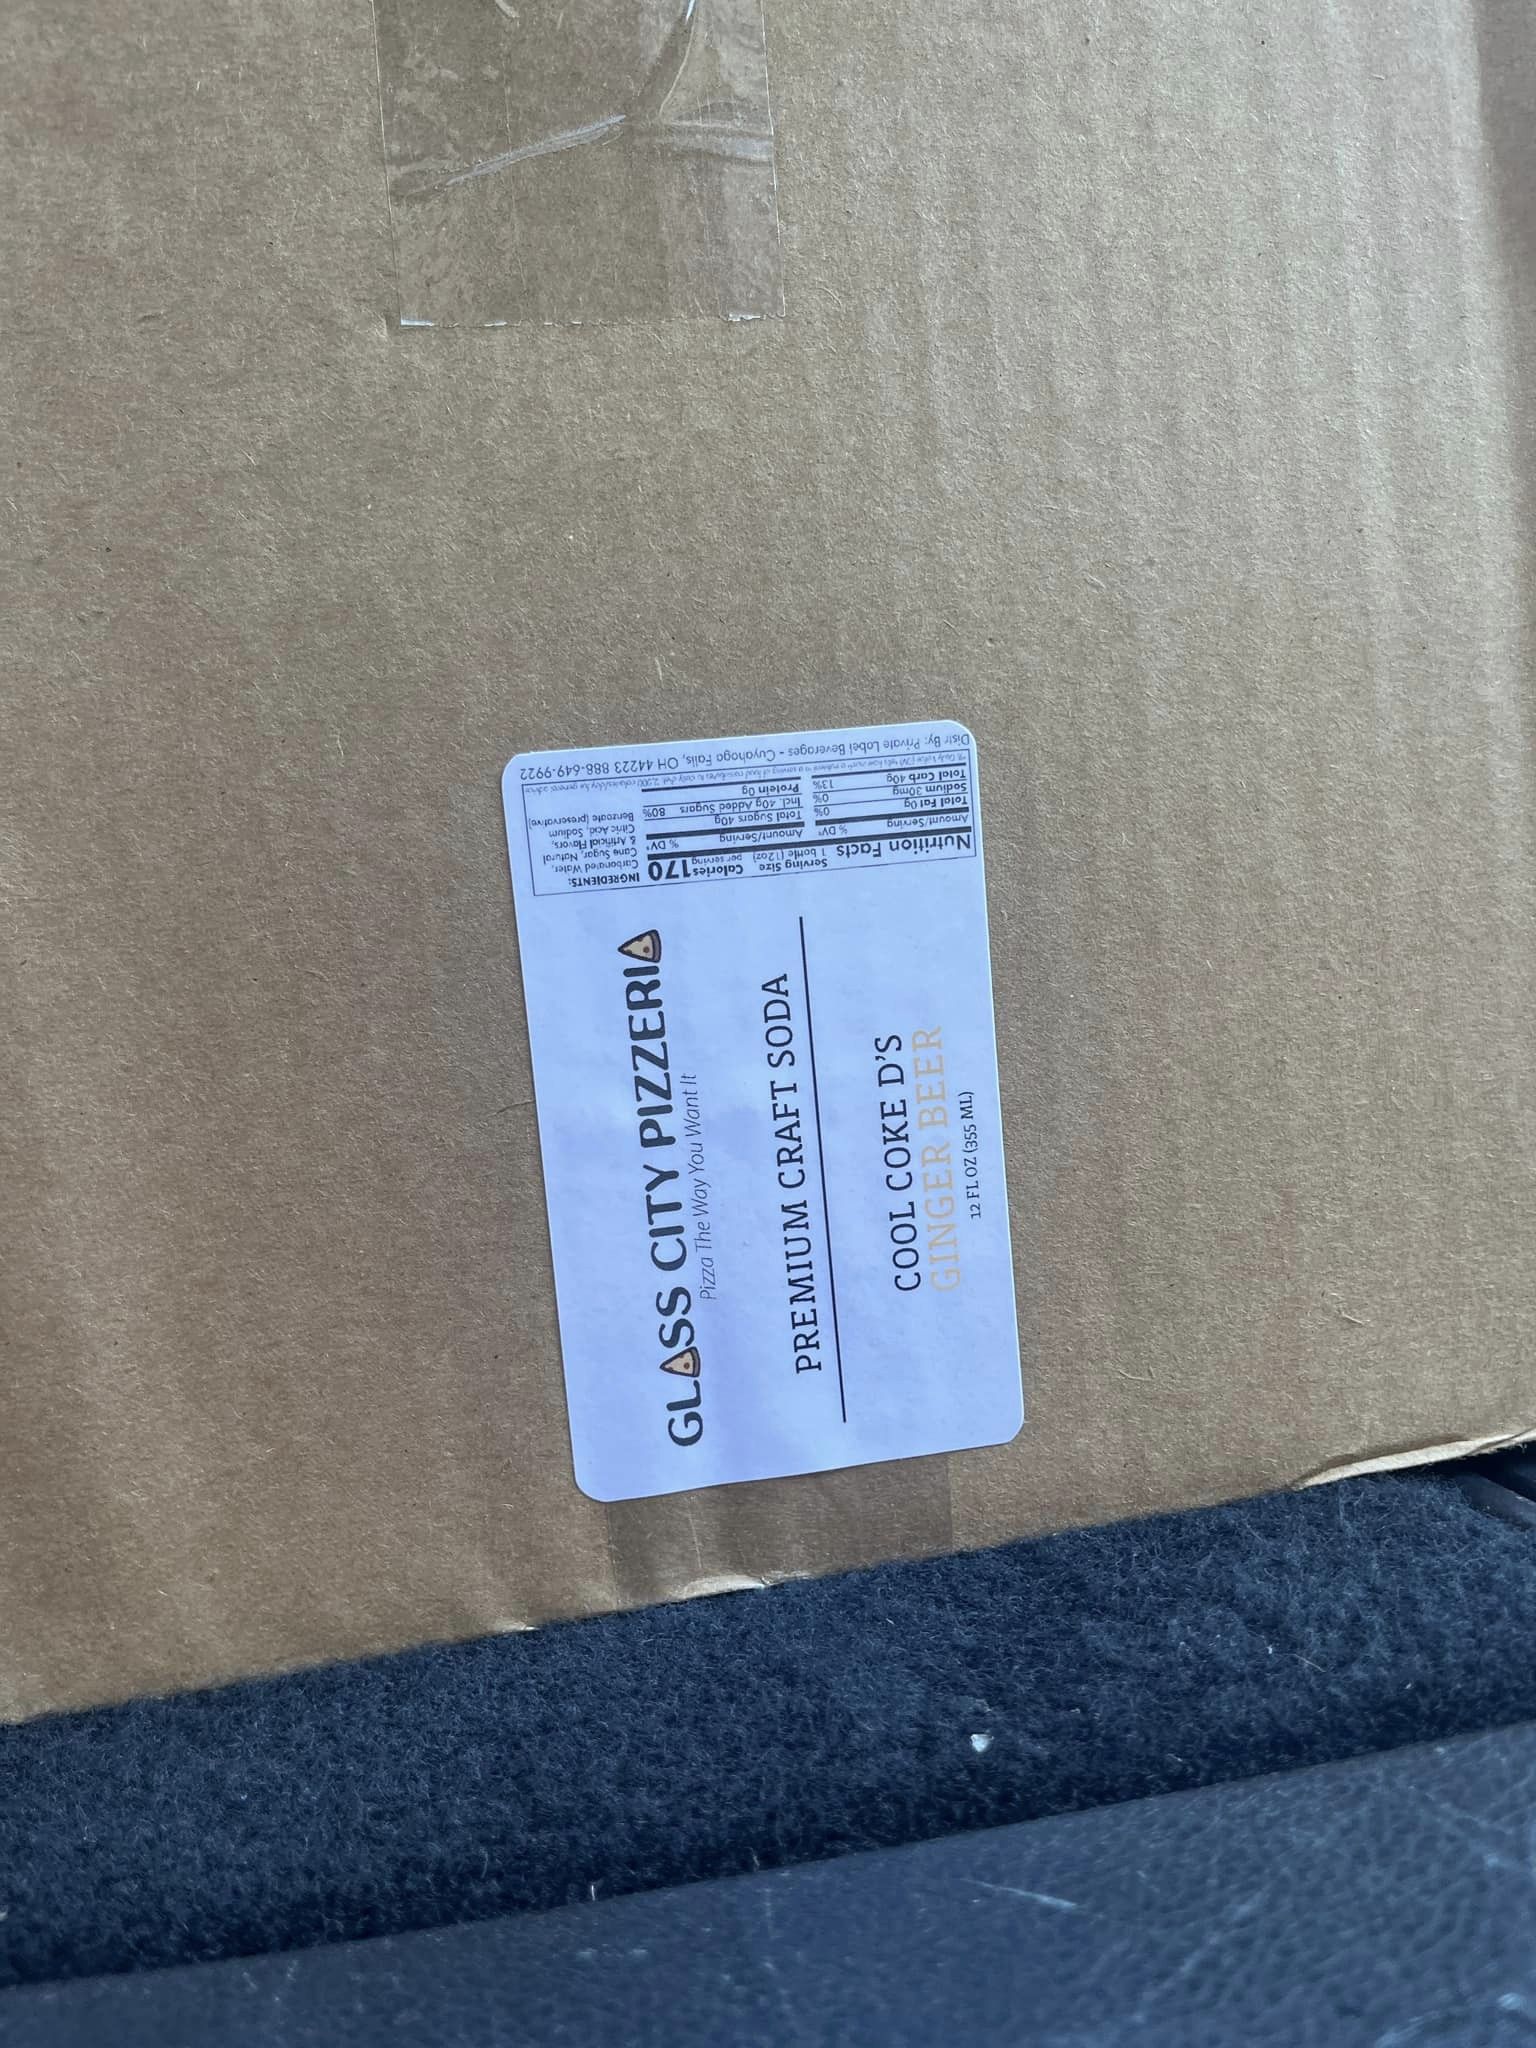 GLASS CITY PIZZERIA
Pizza The Way You Want It
PREMIUM CRAFT SODA
COOL COKE D'S
GINGER BEER
12 FL OZ (355 ML)
Nutrition Facts
Serving Size
1 bottle (12oz)
Calories 170
per serving
Amount/Serving % DV*
Total Fat 0g 0%
Sodium 30mg 0%
Total Carb 40g 13%
Amount/Serving % DV*
Total Sugars 40g
Incl. 40g Added Sugars 80%
Protein 0g
INGREDIENTS:
Carbonated Water,
Cane Sugar, Natural
& Artificial Flavors,
Citric Acid, Sodium
Benzoate (preservative)
Distr By: Private Label Beverages - Cuyahoga Falls, OH 44223 888-649-9922